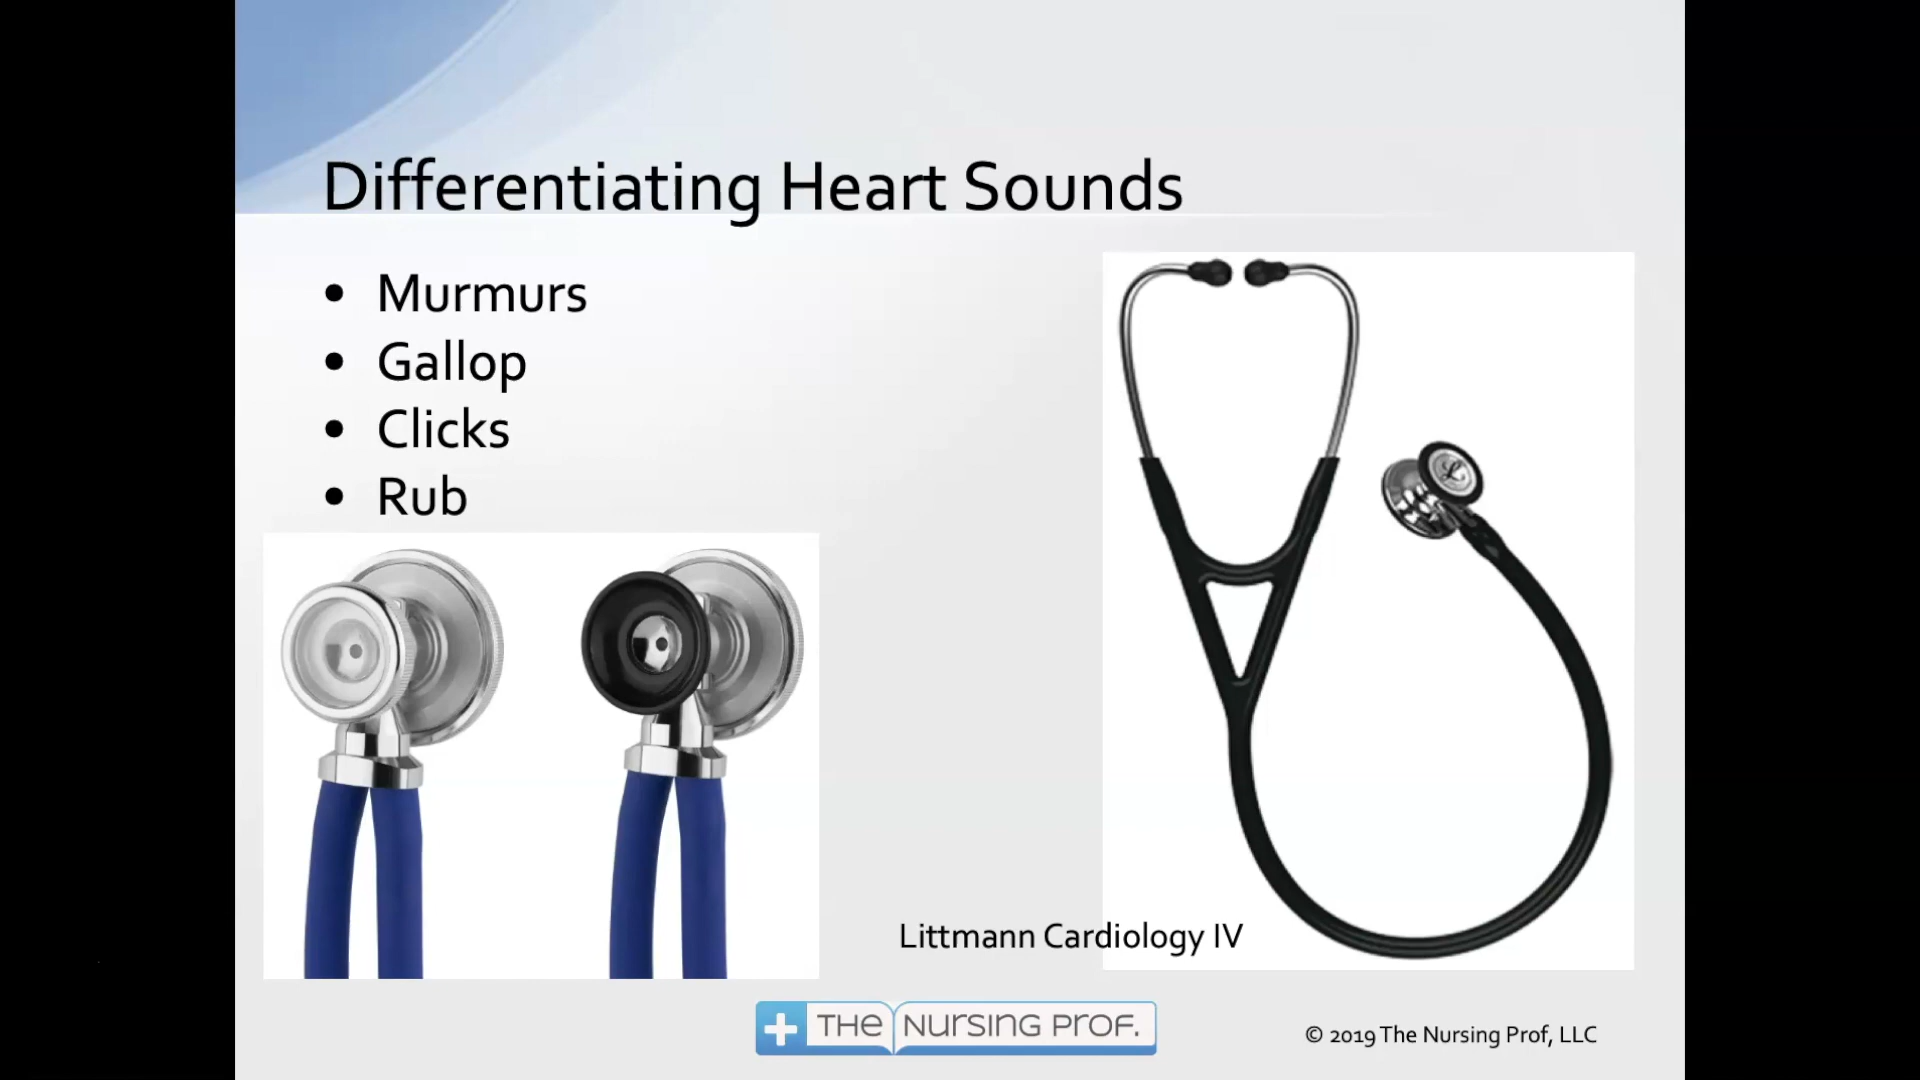 Differentiating Heart Sounds
• Murmurs
• Gallop
• Clicks
• Rub
Littmann Cardiology IV
THE NURSING PROF.
© 2019 The Nursing Prof, LLC